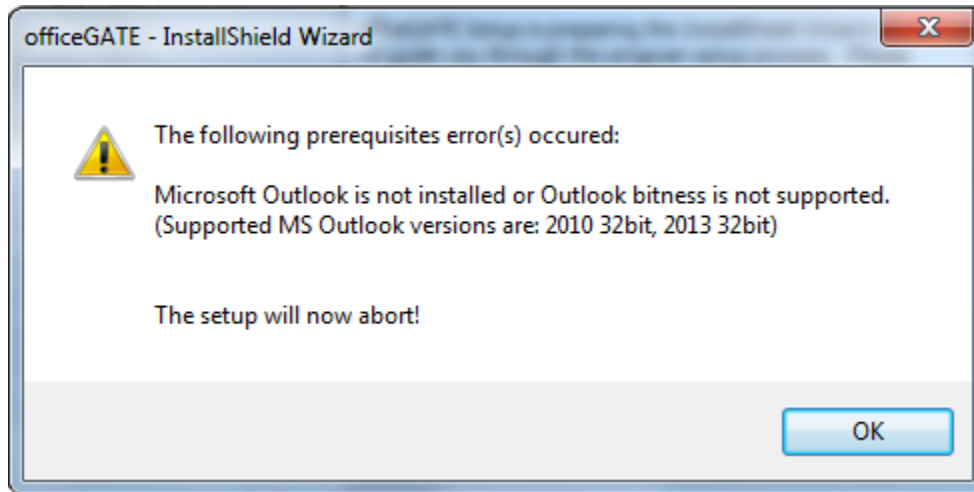 officeGATE - InstallShield Wizard
The following prerequisites error(s) occured:
Microsoft Outlook is not installed or Outlook bitness is not supported.
(Supported MS Outlook versions are: 2010 32bit, 2013 32bit)
The setup will now abort!
OK